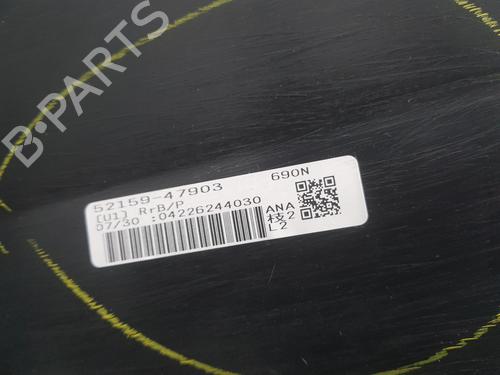 B-PARTS
52159-47903
690N
[U1] RrB/P
07/30 :04226244030
ANA
枝2
L2